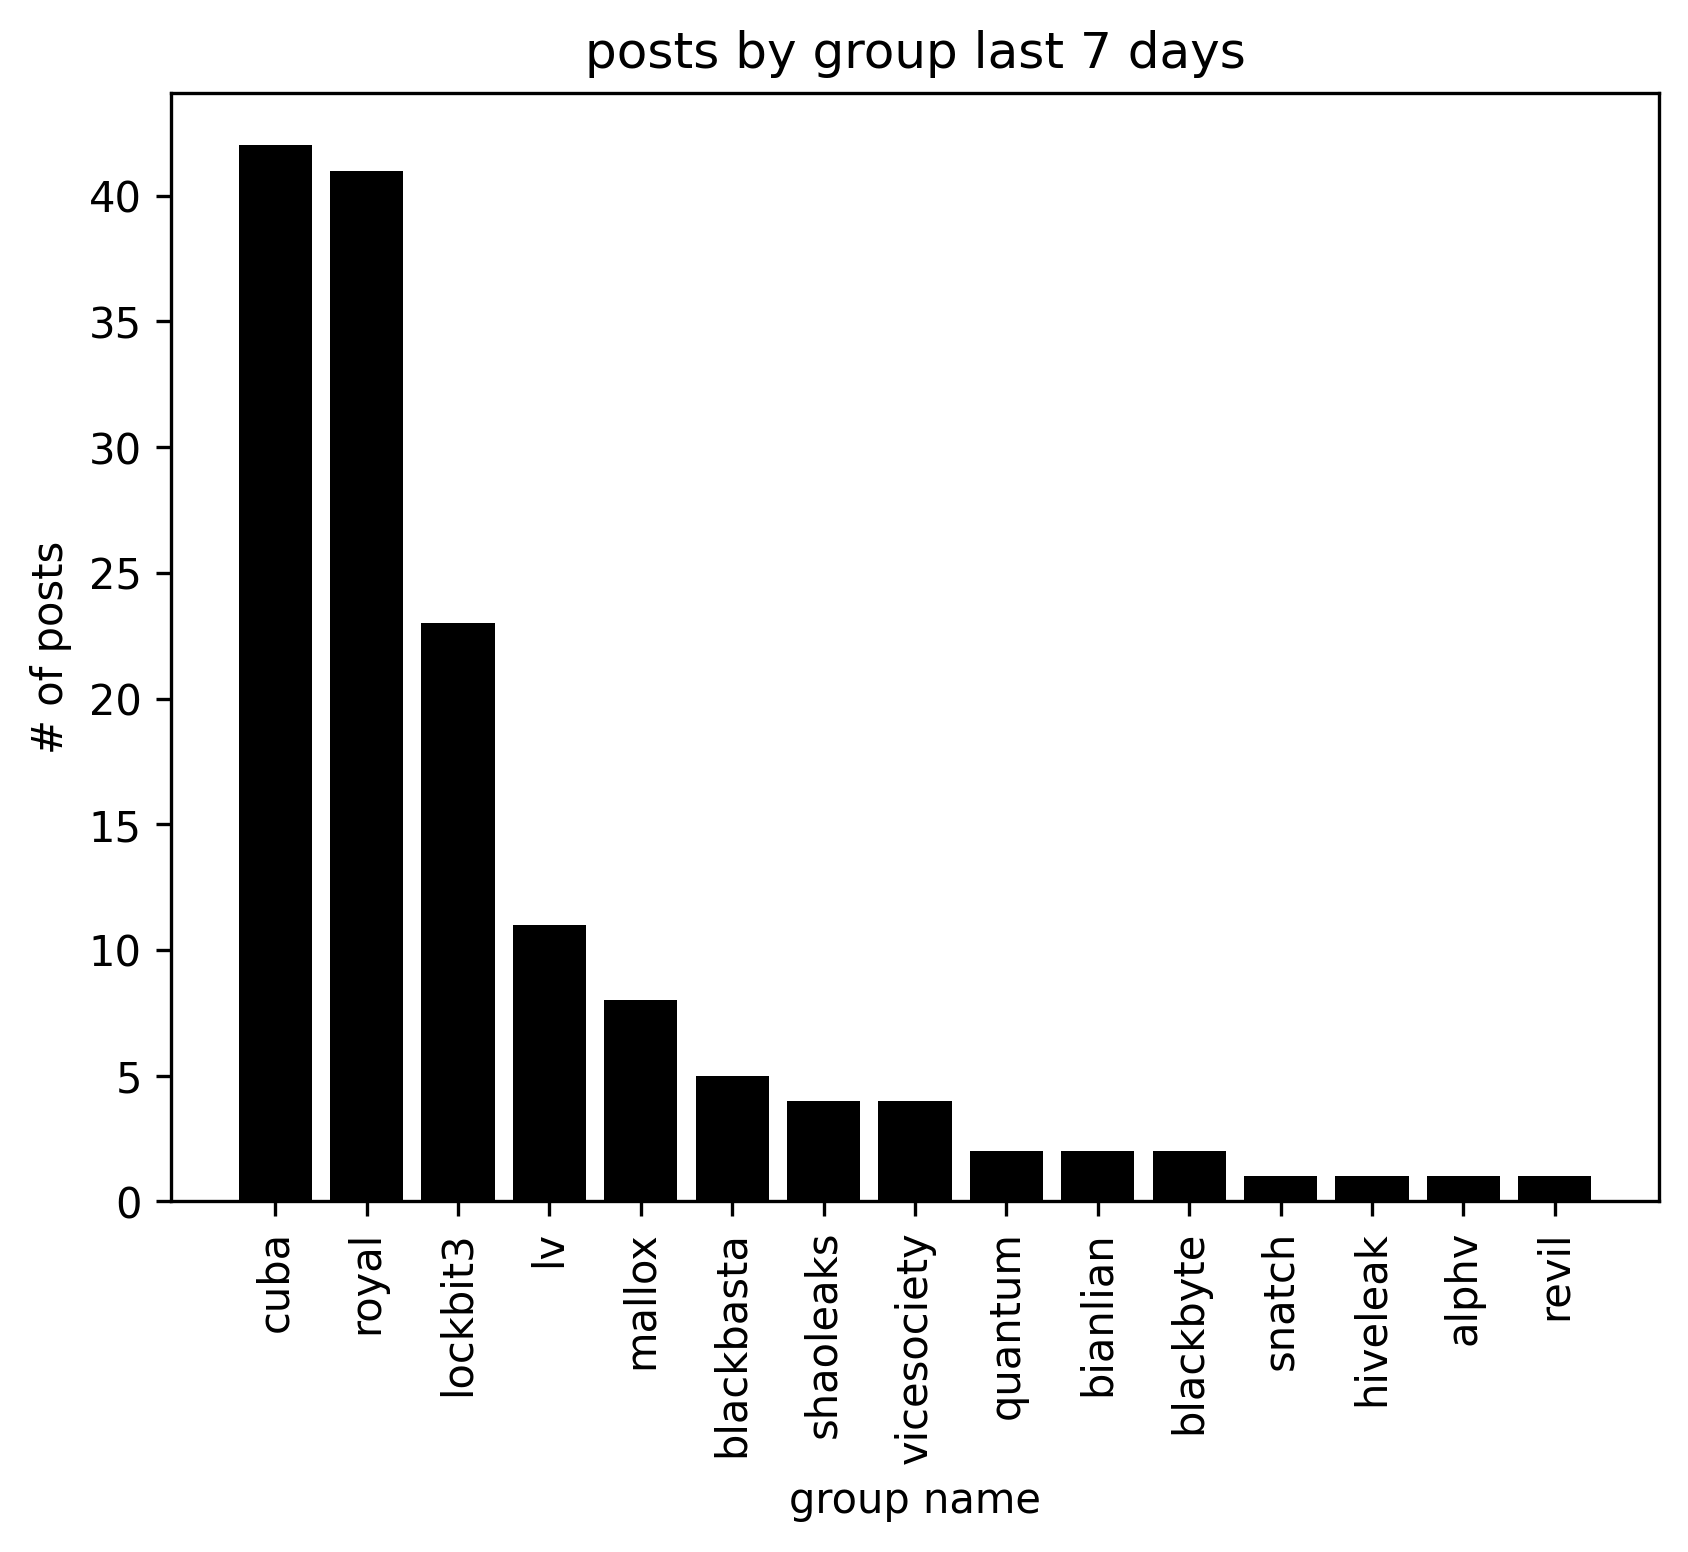 posts by group last 7 days
# of posts
40
35
30
25
20
15
10
5
0
cuba
royal
lockbit3
lv
mallox
blackbasta
shaoleaks
vicesociety
quantum
bianlian
blackbyte
snatch
hiveleak
alphv
revil
group name